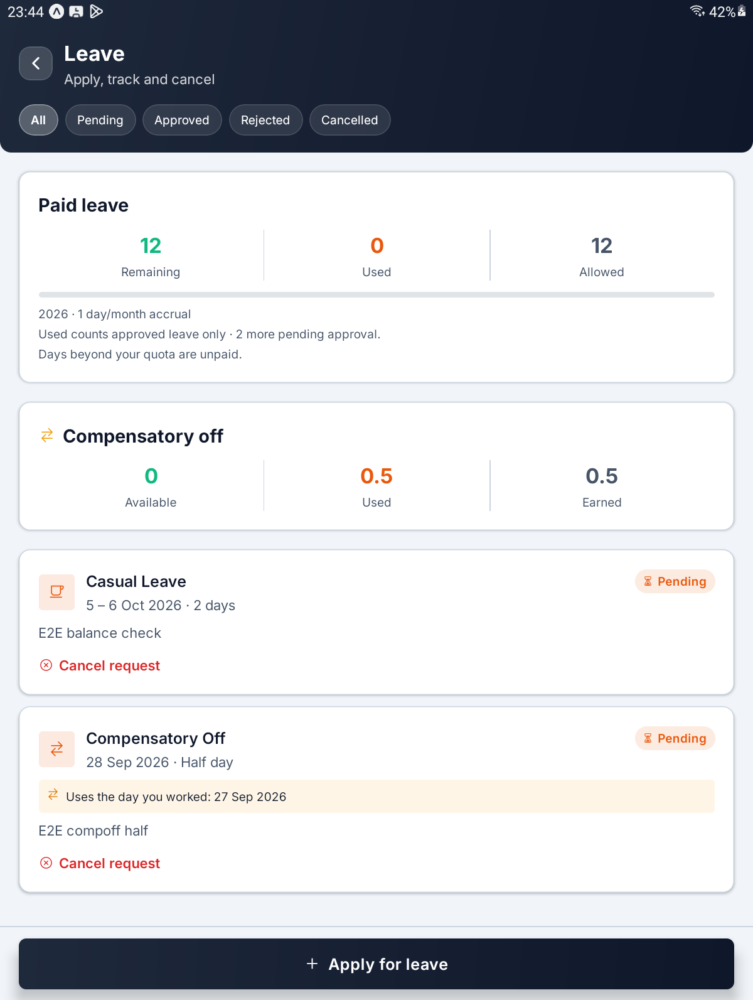 23:44
42%
Leave
Apply, track and cancel
All
Pending
Approved
Rejected
Cancelled
Paid leave
12
0
12
Remaining
Used
Allowed
2026 · 1 day/month accrual
Used counts approved leave only · 2 more pending approval.
Days beyond your quota are unpaid.
Compensatory off
0
0.5
0.5
Available
Used
Earned
Casual Leave
Pending
5 – 6 Oct 2026 · 2 days
E2E balance check
Cancel request
Compensatory Off
Pending
28 Sep 2026 · Half day
Uses the day you worked: 27 Sep 2026
E2E compoff half
Cancel request
+ Apply for leave